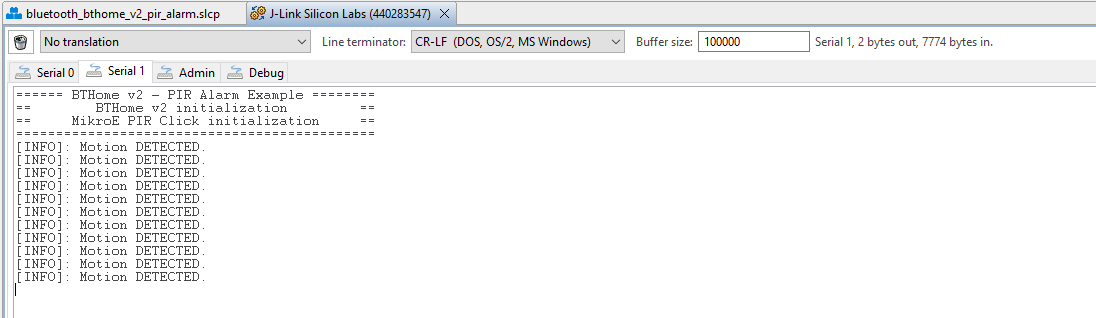 bluetooth_bthome_v2_pir_alarm.slcp J-Link Silicon Labs (440283547)
No translation Line terminator: CR-LF (DOS, OS/2, MS Windows) Buffer size: 100000 Serial 1, 2 bytes out, 7774 bytes in.
Serial 0 Serial 1 Admin Debug
====== BTHome v2 - PIR Alarm Example ========
== BTHome v2 initialization ==
== MikroE PIR Click initialization ==
=============================================
[INFO]: Motion DETECTED.
[INFO]: Motion DETECTED.
[INFO]: Motion DETECTED.
[INFO]: Motion DETECTED.
[INFO]: Motion DETECTED.
[INFO]: Motion DETECTED.
[INFO]: Motion DETECTED.
[INFO]: Motion DETECTED.
[INFO]: Motion DETECTED.
[INFO]: Motion DETECTED.
[INFO]: Motion DETECTED.